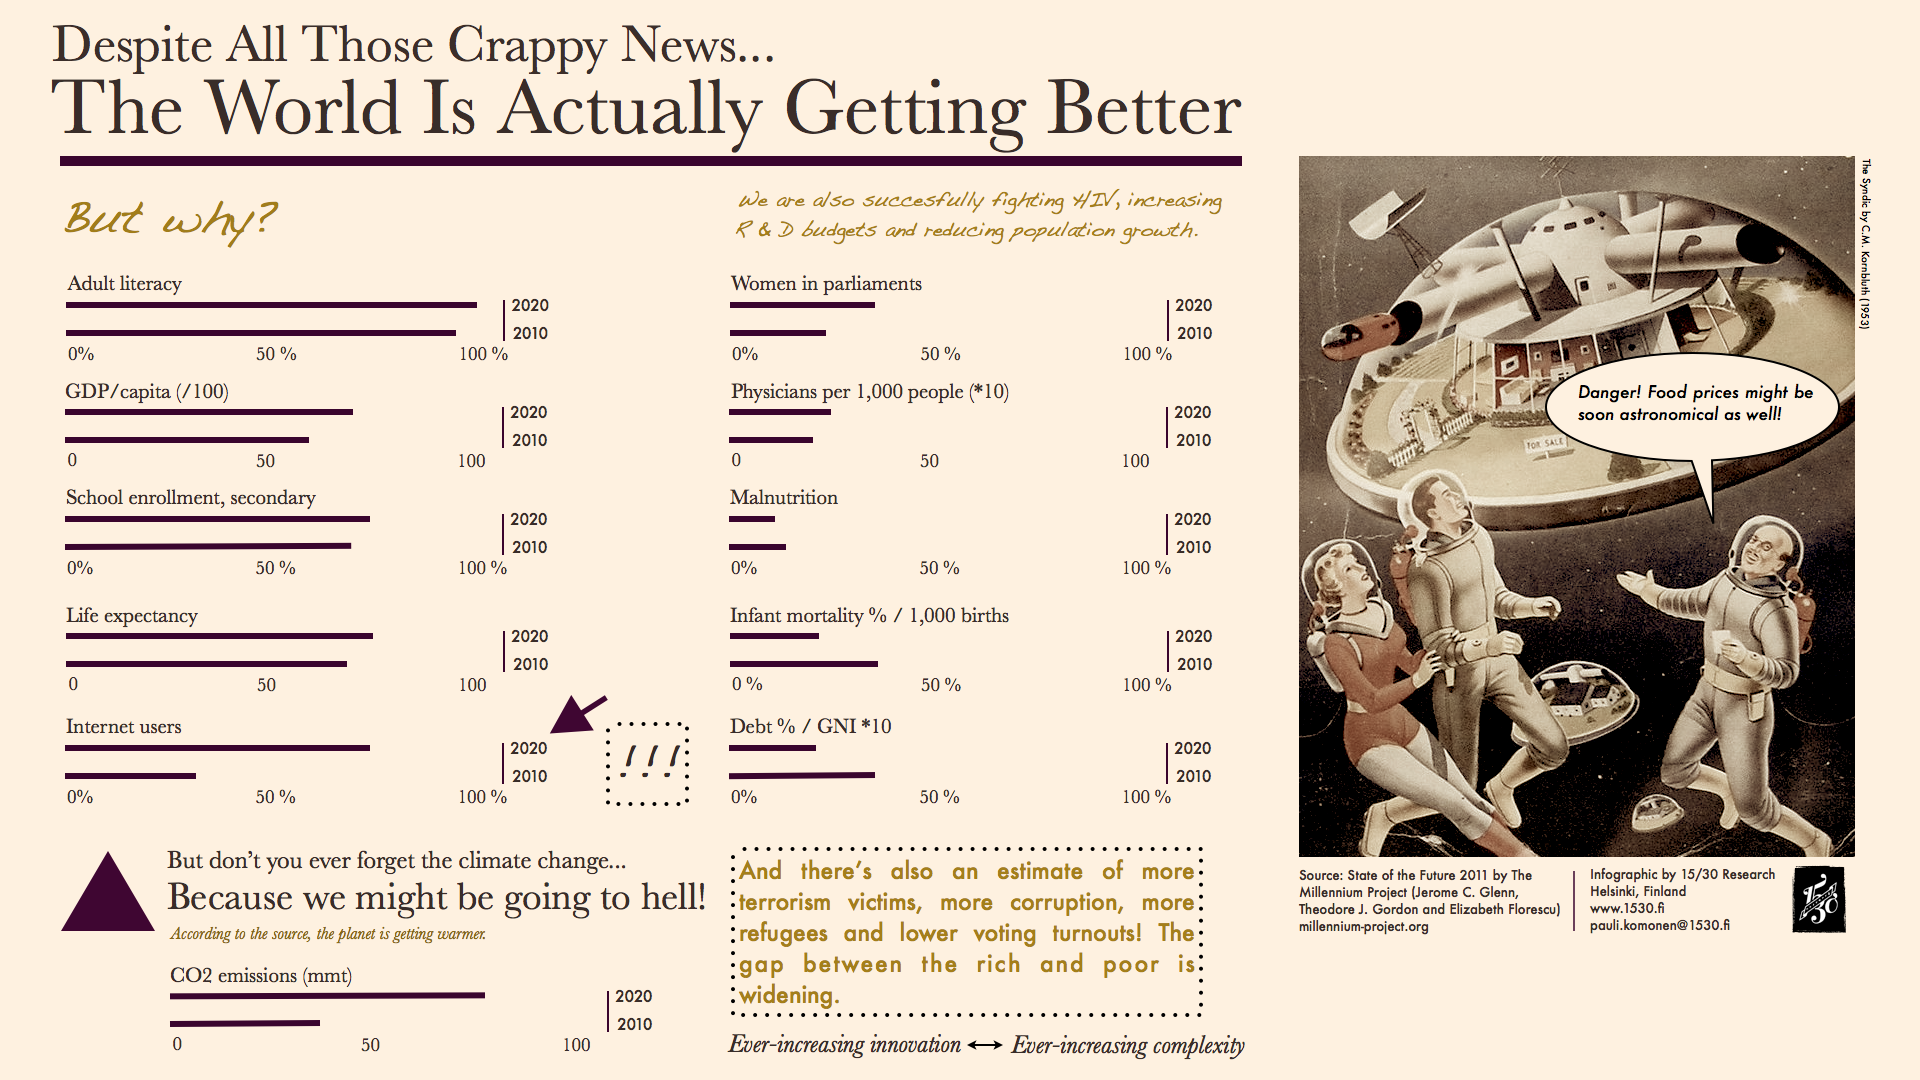 Despite All Those Crappy News...
The World Is Actually Getting Better
But why?
We are also succesfully fighting HIV, increasing
R & D budgets and reducing population growth.
Adult literacy
2020
2010
0% 50 % 100 %
GDP/capita (/100)
2020
2010
0 50 100
School enrollment, secondary
2020
2010
0% 50 % 100 %
Life expectancy
2020
2010
0 50 100
Internet users
2020
2010
0% 50 % 100 %
!!!
Women in parliaments
2020
2010
0% 50 % 100 %
Physicians per 1,000 people (*10)
2020
2010
0 50 100
Malnutrition
2020
2010
0% 50 % 100 %
Infant mortality % / 1,000 births
2020
2010
0 % 50 % 100 %
Debt % / GNI *10
2020
2010
0% 50 % 100 %
But don't you ever forget the climate change...
Because we might be going to hell!
According to the source, the planet is getting warmer.
CO2 emissions (mmt)
2020
2010
0 50 100
And there's also an estimate of more
terrorism victims, more corruption, more
refugees and lower voting turnouts! The
gap between the rich and poor is
widening.
Ever-increasing innovation ↔ Ever-increasing complexity
The Syndic by C.M. Kornbluth (1953)
Danger! Food prices might be
soon astronomical as well!
FOR SALE
Source: State of the Future 2011 by The
Millennium Project (Jerome C. Glenn,
Theodore J. Gordon and Elizabeth Florescu)
millennium-project.org
Infographic by 15/30 Research
Helsinki, Finland
www.1530.fi
pauli.komonen@1530.fi
15
30